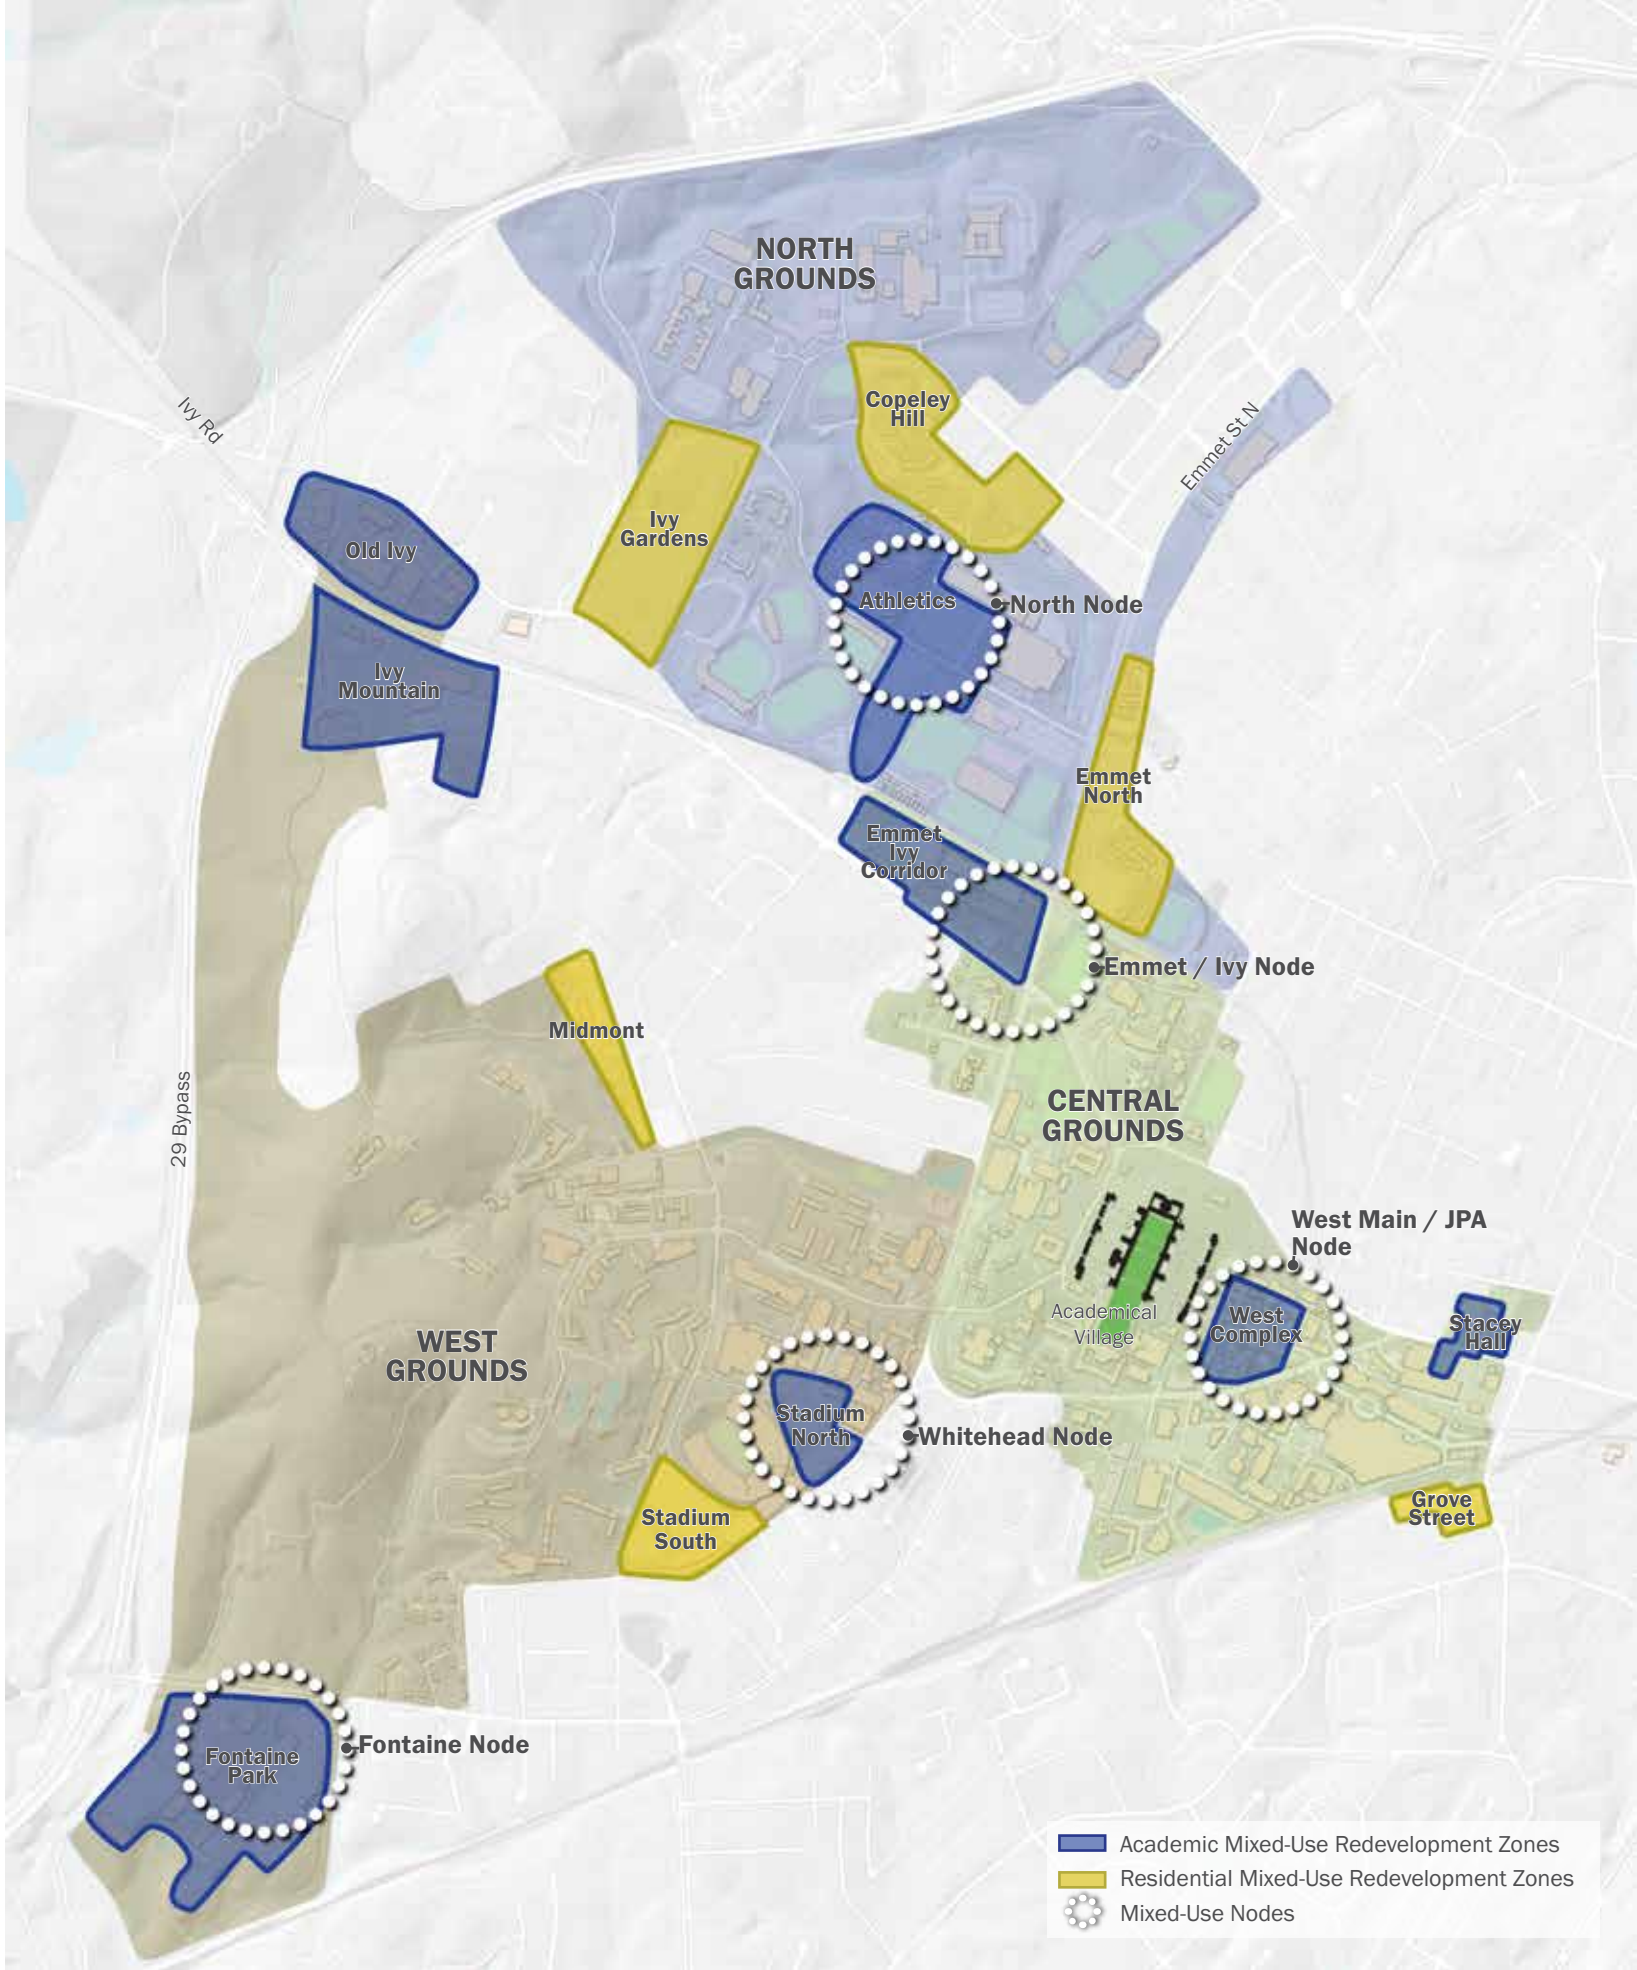 NORTH
GROUNDS
Copeley
Hill
Ivy Rd
Emmet St N
Ivy
Gardens
Old Ivy
Athletics
North Node
Ivy
Mountain
Emmet
North
Emmet
Ivy
Corridor
Emmet / Ivy Node
Midmont
29 Bypass
CENTRAL
GROUNDS
West Main / JPA
Node
Academical
Village
West
Complex
Stacey
Hall
WEST
GROUNDS
Stadium
North
Whitehead Node
Stadium
South
Grove
Street
Fontaine Node
Fontaine
Park
Academic Mixed-Use Redevelopment Zones
Residential Mixed-Use Redevelopment Zones
Mixed-Use Nodes